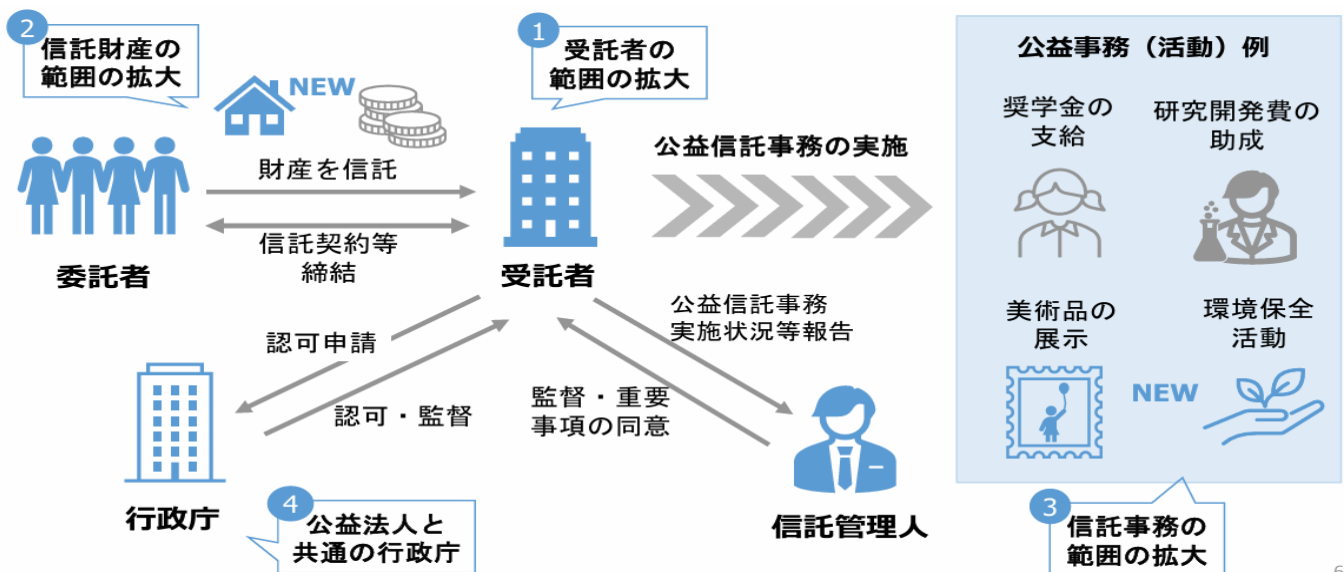 2
信託財産の
範囲の拡大
NEW
1
受託者の
範囲の拡大
財産を信託
信託契約等
締結
委託者
受託者
公益信託事務の実施
公益事務（活動）例
奨学金の
支給
研究開発費の
助成
美術品の
展示
NEW
環境保全
活動
認可申請
認可・監督
公益信託事務
実施状況等報告
監督・重要
事項の同意
行政庁
4
公益法人と
共通の行政庁
信託管理人
3
信託事務の
範囲の拡大